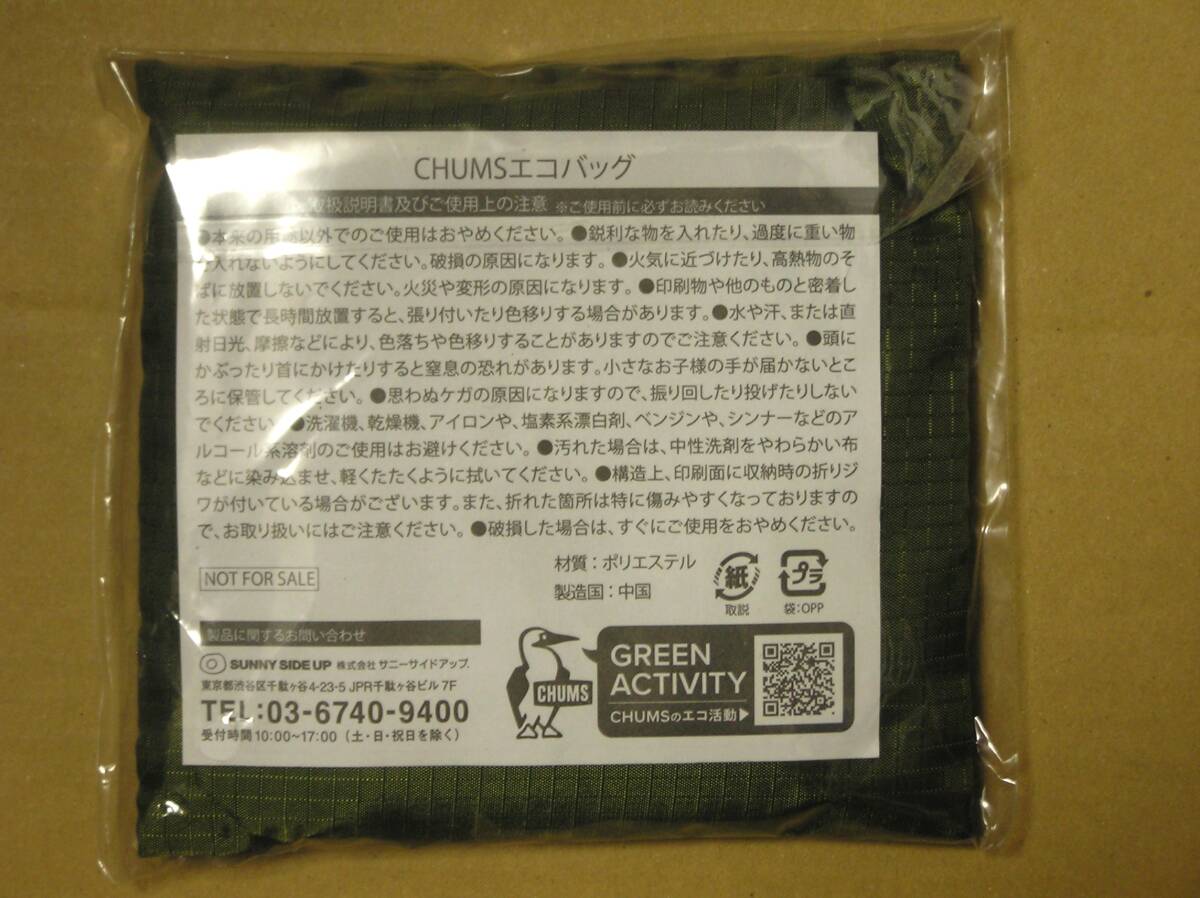 CHUMSエコバッグ
取扱説明書及びご使用上の注意 ※ご使用前に必ずお読みください
●本来の用途以外でのご使用はおやめください。●鋭利な物を入れたり、過度に重い物
を入れないようにしてください。破損の原因になります。●火気に近づけたり、高熱物のそ
ばに放置しないでください。火災や変形の原因になります。●印刷物や他のものと密着し
た状態で長時間放置すると、張り付いたり色移りする場合があります。●水や汗、または直
射日光、摩擦などにより、色落ちや色移りすることがありますのでご注意ください。●頭に
かぶったり首にかけたりすると窒息の恐れがあります。小さなお子様の手が届かないとこ
ろに保管してください。●思わぬケガの原因になりますので、振り回したり投げたりしない
でください。●洗濯機、乾燥機、アイロンや、塩素系漂白剤、ベンジンや、シンナーなどのア
ルコール系溶剤のご使用はお避けください。●汚れた場合は、中性洗剤をやわらかい布
などに染み込ませ、軽くたたくように拭いてください。●構造上、印刷面に収納時の折りジ
ワが付いている場合がございます。また、折れた箇所は特に傷みやすくなっておりますの
で、お取り扱いにはご注意ください。●破損した場合は、すぐにご使用をおやめください。
NOT FOR SALE
材質：ポリエステル
製造国：中国
紙
取説
プラ
袋：OPP
製品に関するお問い合わせ
SUNNY SIDE UP 株式会社 サニーサイドアップ
東京都渋谷区千駄ヶ谷4-23-5 JPR千駄ヶ谷ビル 7F
TEL：03-6740-9400
受付時間10:00~17:00（土・日・祝日を除く）
CHUMS
GREEN
ACTIVITY
CHUMSのエコ活動▶